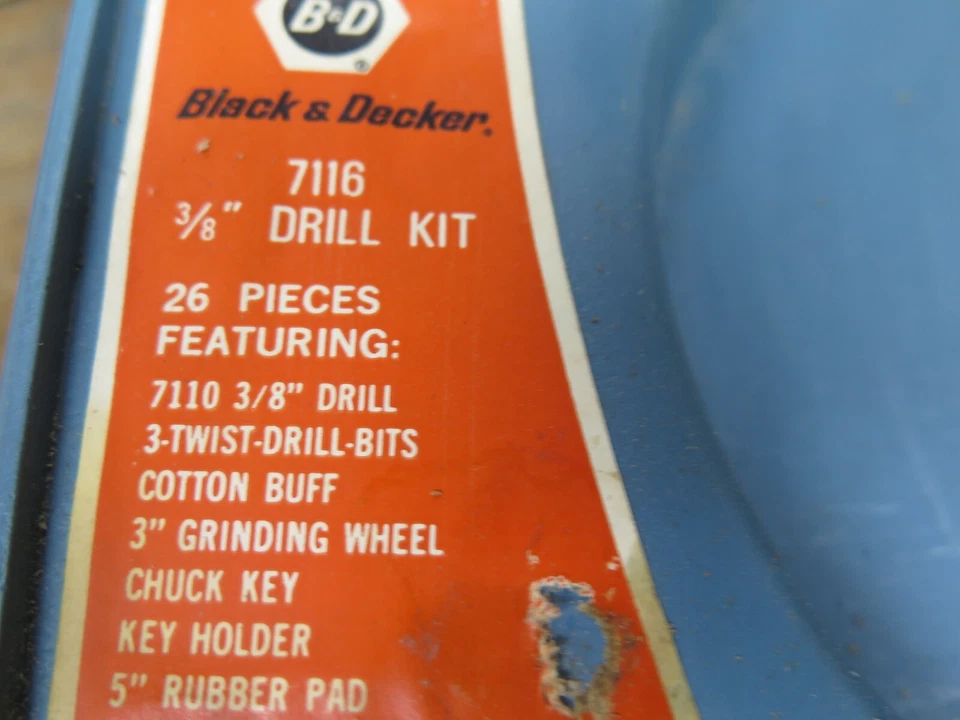 B&D
®
Black & Decker.
7116
3/8" DRILL KIT
26 PIECES
FEATURING:
7110 3/8" DRILL
3-TWIST-DRILL-BITS
COTTON BUFF
3" GRINDING WHEEL
CHUCK KEY
KEY HOLDER
5" RUBBER PAD